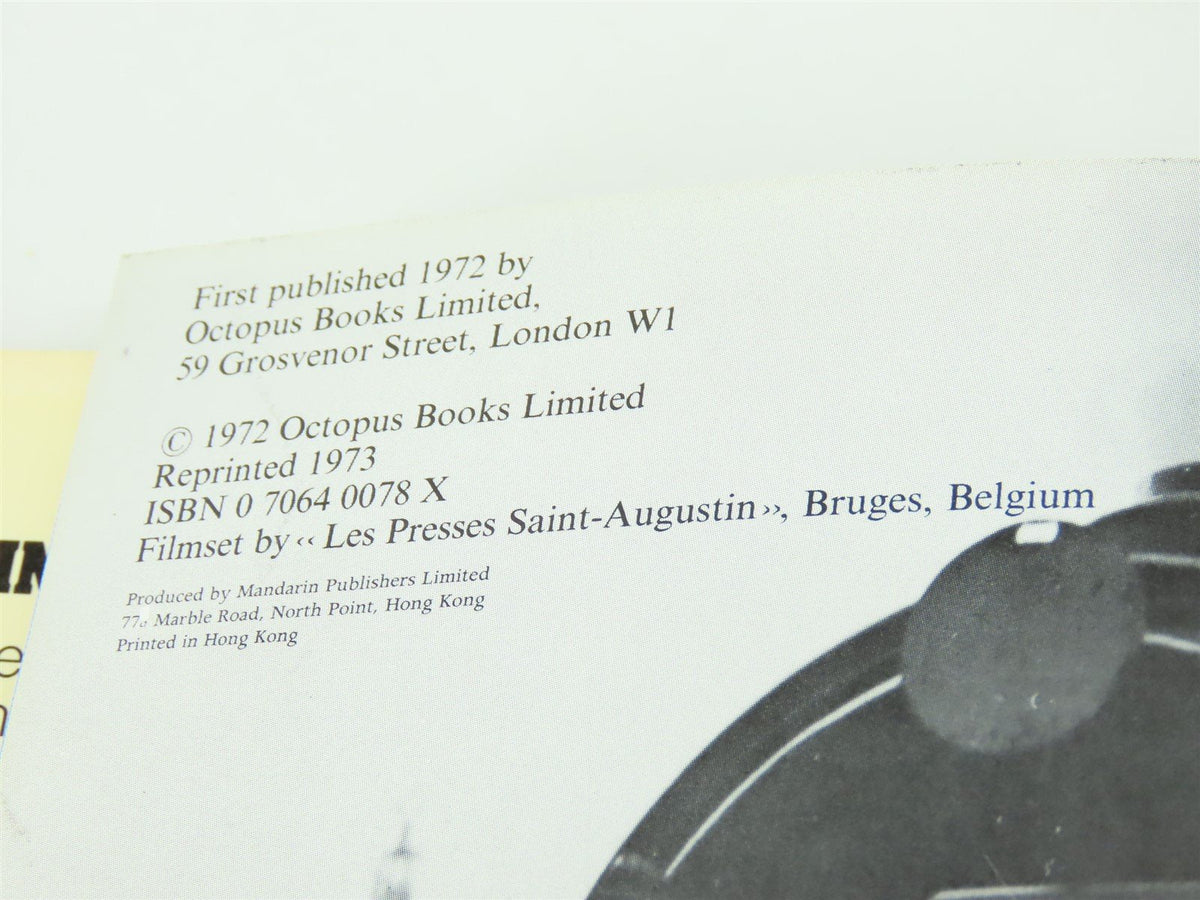 First published 1972 by
Octopus Books Limited,
59 Grosvenor Street, London W1
© 1972 Octopus Books Limited
Reprinted 1973
ISBN 0 7064 0078 X
Filmset by ‹‹ Les Presses Saint-Augustin ››, Bruges, Belgium
Produced by Mandarin Publishers Limited
77a Marble Road, North Point, Hong Kong
Printed in Hong Kong